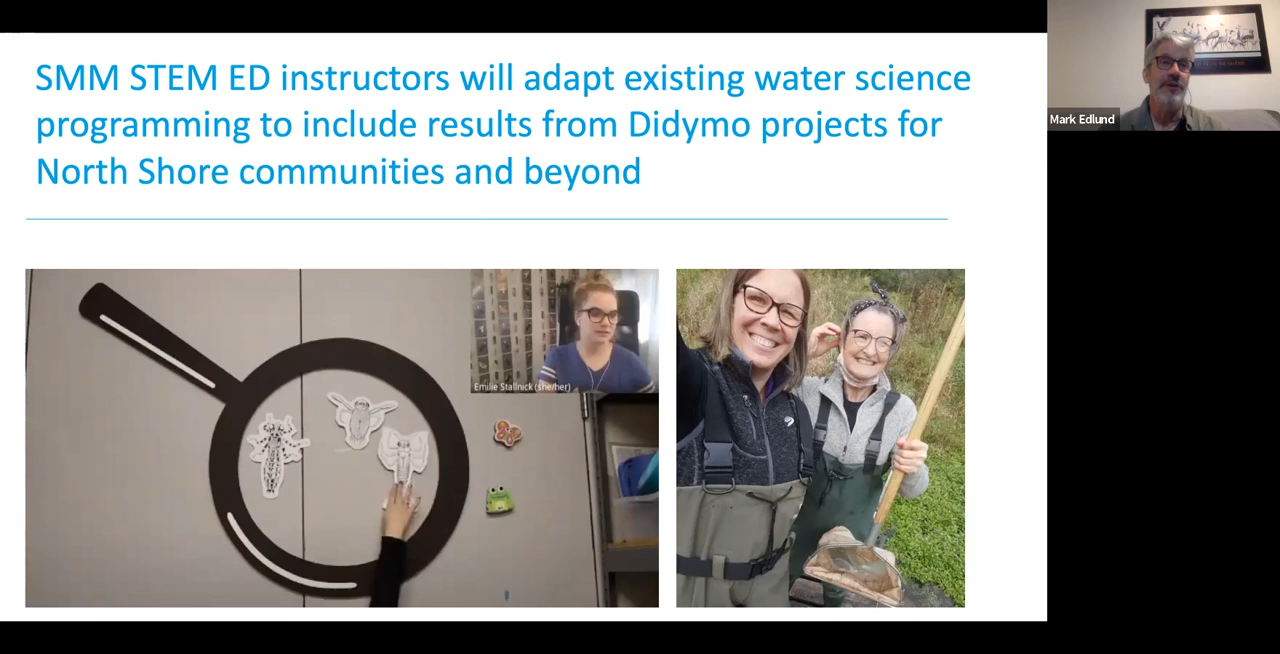 SMM STEM ED instructors will adapt existing water science
programming to include results from Didymo projects for
North Shore communities and beyond
Mark Edlund
Emilie Stallnick (she/her)